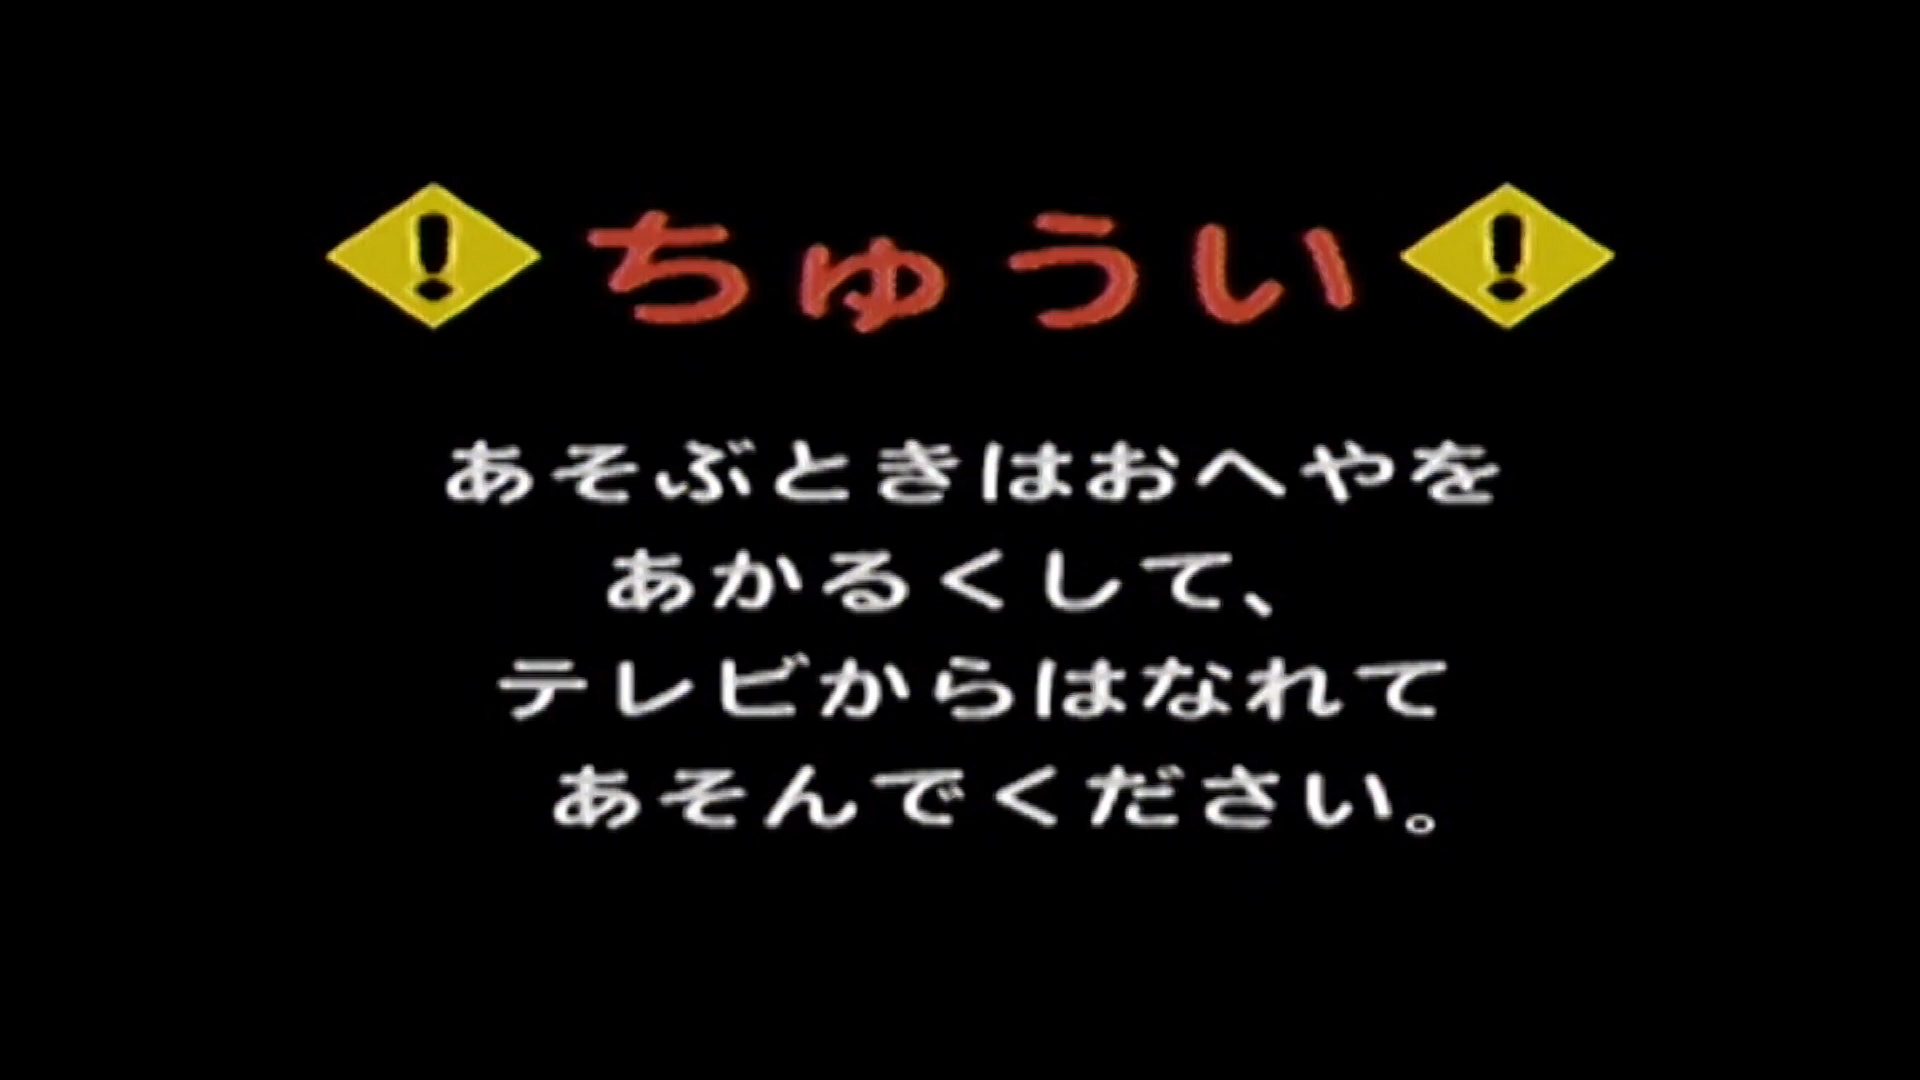 ！ちゅうい！
あそぶときはおへやを
あかるくして、
テレビからはなれて
あそんでください。